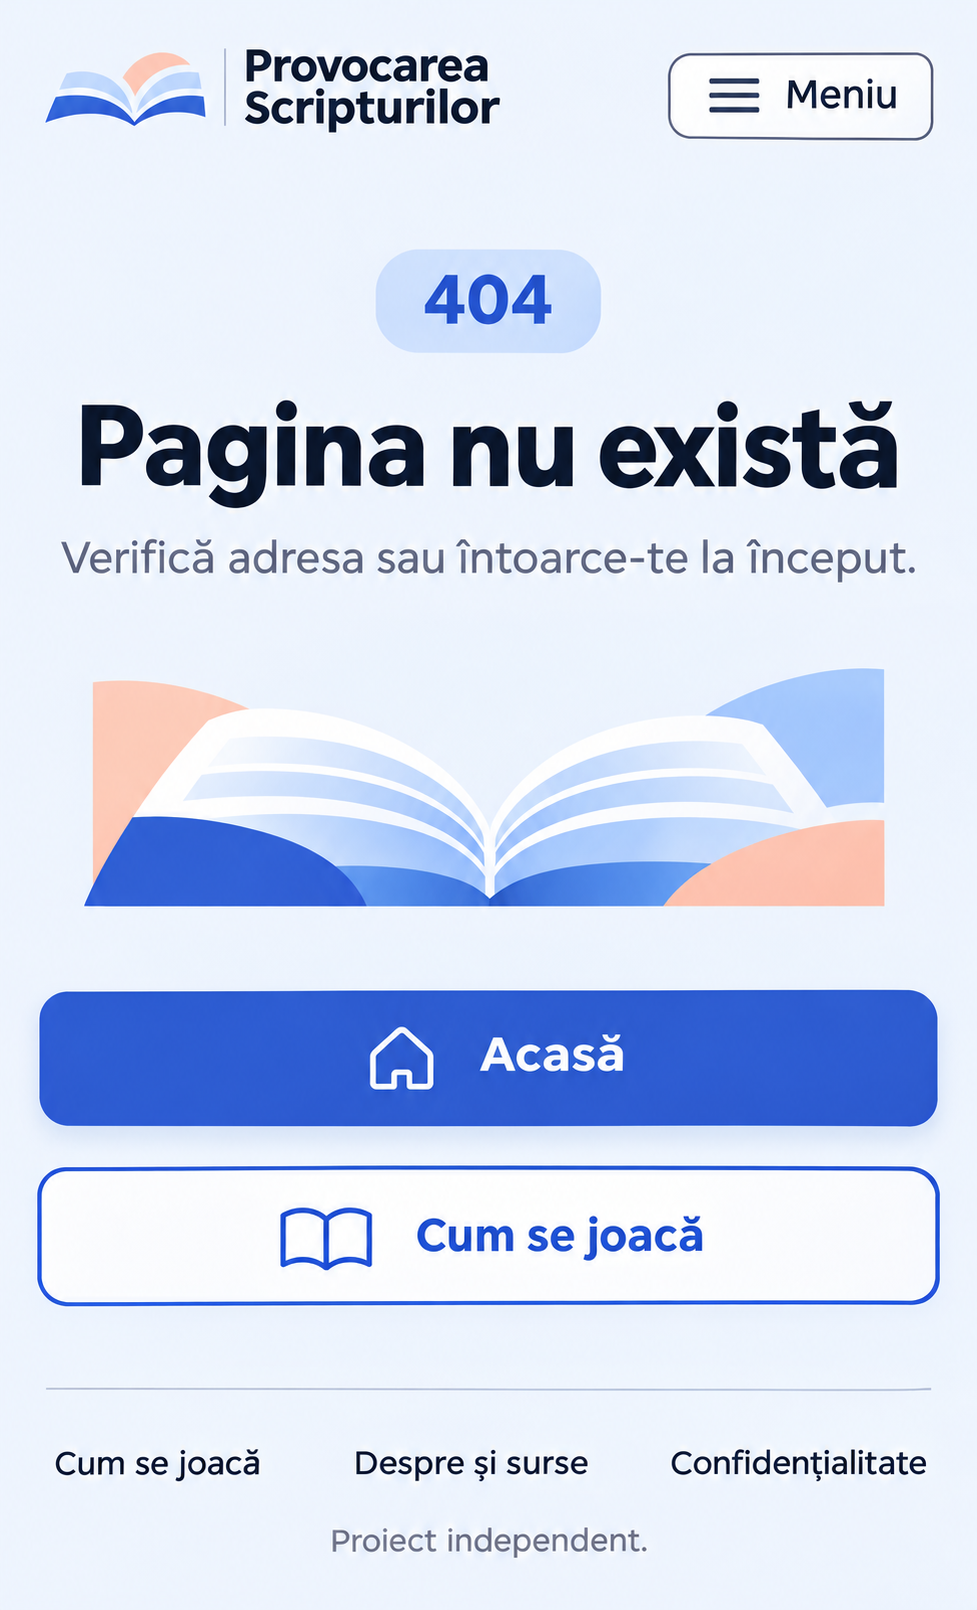 Provocarea
Scripturilor
Meniu
404
Pagina nu există
Verifică adresa sau întoarce-te la început.
Acasă
Cum se joacă
Cum se joacă
Despre și surse
Confidențialitate
Proiect independent.